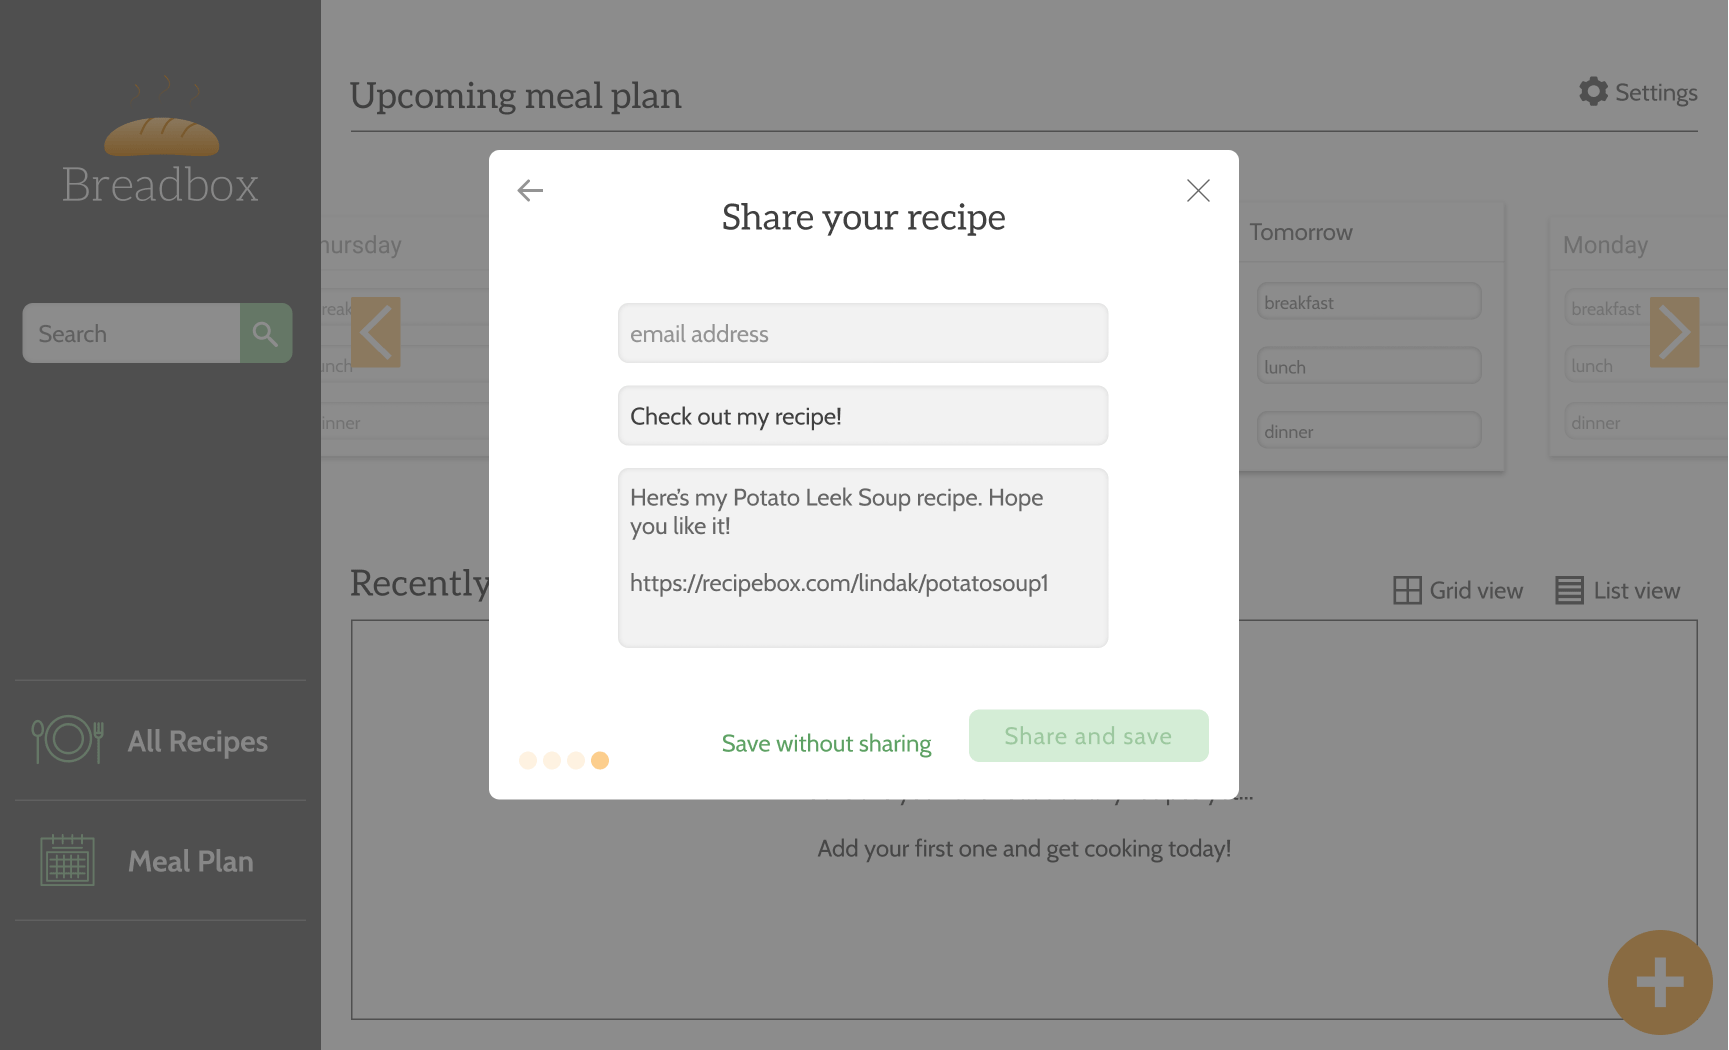 Breadbox
Search
All Recipes
Meal Plan
Upcoming meal plan
Settings
hursday
reak
unch
inner
Tomorrow
breakfast
lunch
dinner
Monday
breakfast
lunch
dinner
Share your recipe
email address
Check out my recipe!
Here's my Potato Leek Soup recipe. Hope
you like it!
https://recipebox.com/lindak/potatosoup1
Save without sharing
Share and save
Recently
Grid view
List view
Add your first one and get cooking today!